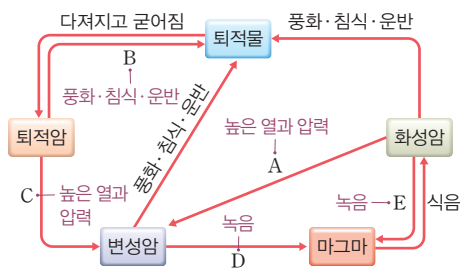 다져지고 굳어짐
퇴적물
풍화·침식·운반
B
풍화·침식·운반
퇴적암
풍화·침식·운반
높은 열과 압력
A
화성암
C
높은 열과
압력
녹음
E
식음
변성암
녹음
D
마그마